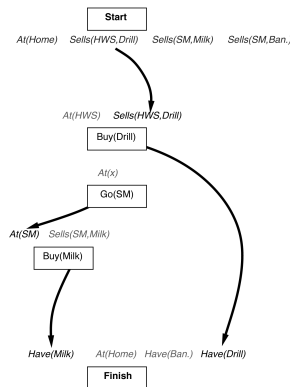 Start
At(Home) Sells(HWS,Drill) Sells(SM,Milk) Sells(SM,Ban.,
At(HWS) Sells(HWS,Drill)
Buy(Drill)
At(x)
Go(SM)
At(SM) Sells(SM,Milk)
Buy(Milk)
Have(Milk) At(Home) Have(Ban.) Have(Drill)
Finish